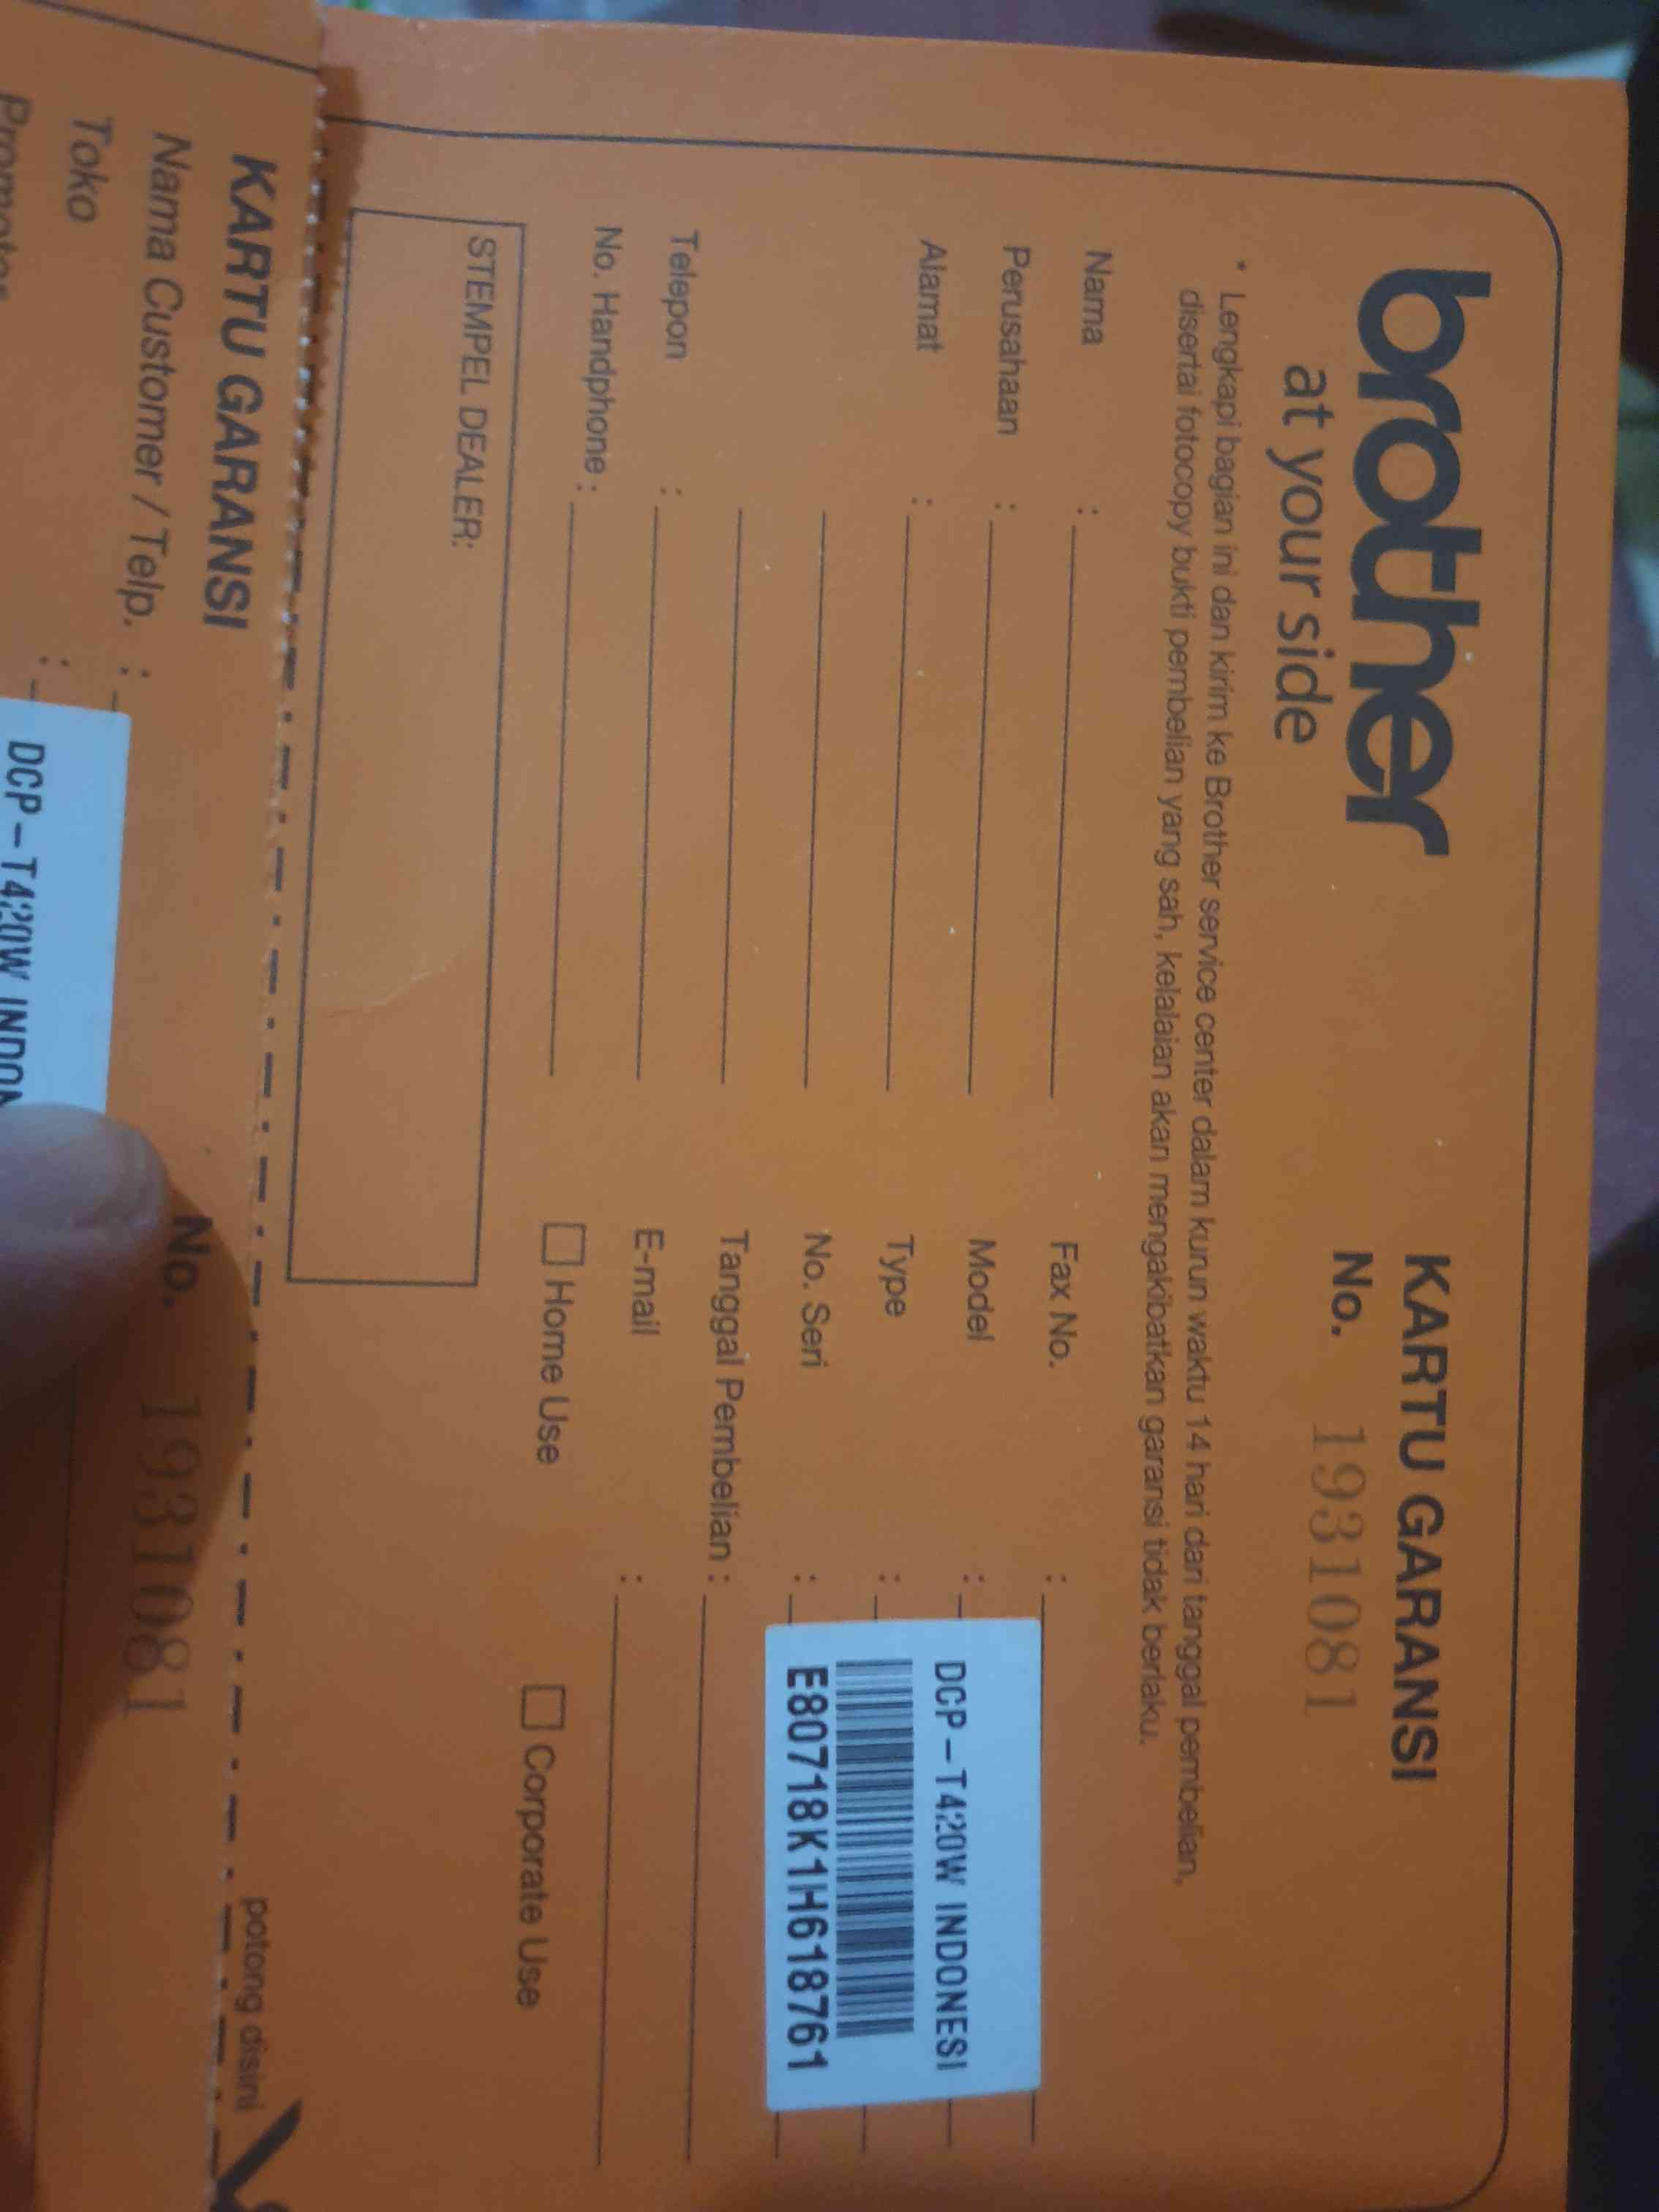 brother
at your side
KARTU GARANSI
No. 1931081
* Lengkapi bagian ini dan kirim ke Brother service center dalam kurun waktu 14 hari dari tanggal pembelian,
disertai fotocopy bukti pembelian yang sah, kelalaian akan mengakibatkan garansi tidak berlaku.
Nama :
Perusahaan :
Alamat :
Telepon :
No. Handphone :
Fax No. :
Model :
Type :
No. Seri :
DCP-T420W INDONESI
E80718K1H618761
Tanggal Pembelian :
E-mail :
Home Use
Corporate Use
STEMPEL DEALER:
potong disini
KARTU GARANSI
No. 1931081
Nama Customer / Telp. :
Toko :
DCP-T420W